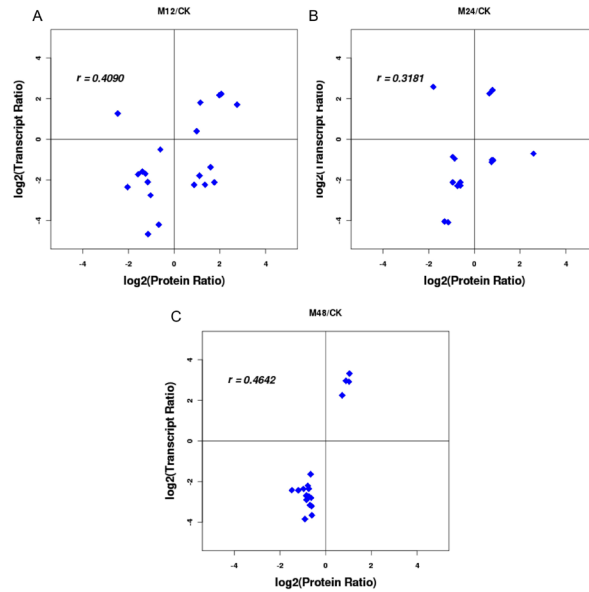 A
M12/CK
r = 0.4090
log2(Transcript Ratio)
4
2
0
-2
-4
-4
-2
0
2
4
log2(Protein Ratio)
B
M24/CK
r = 0.3181
log2(Transcript Ratio)
4
2
0
-2
-4
-4
-2
0
2
4
log2(Protein Ratio)
C
M48/CK
r = 0.4642
log2(Transcript Ratio)
4
2
0
-2
-4
-4
-2
0
2
4
log2(Protein Ratio)